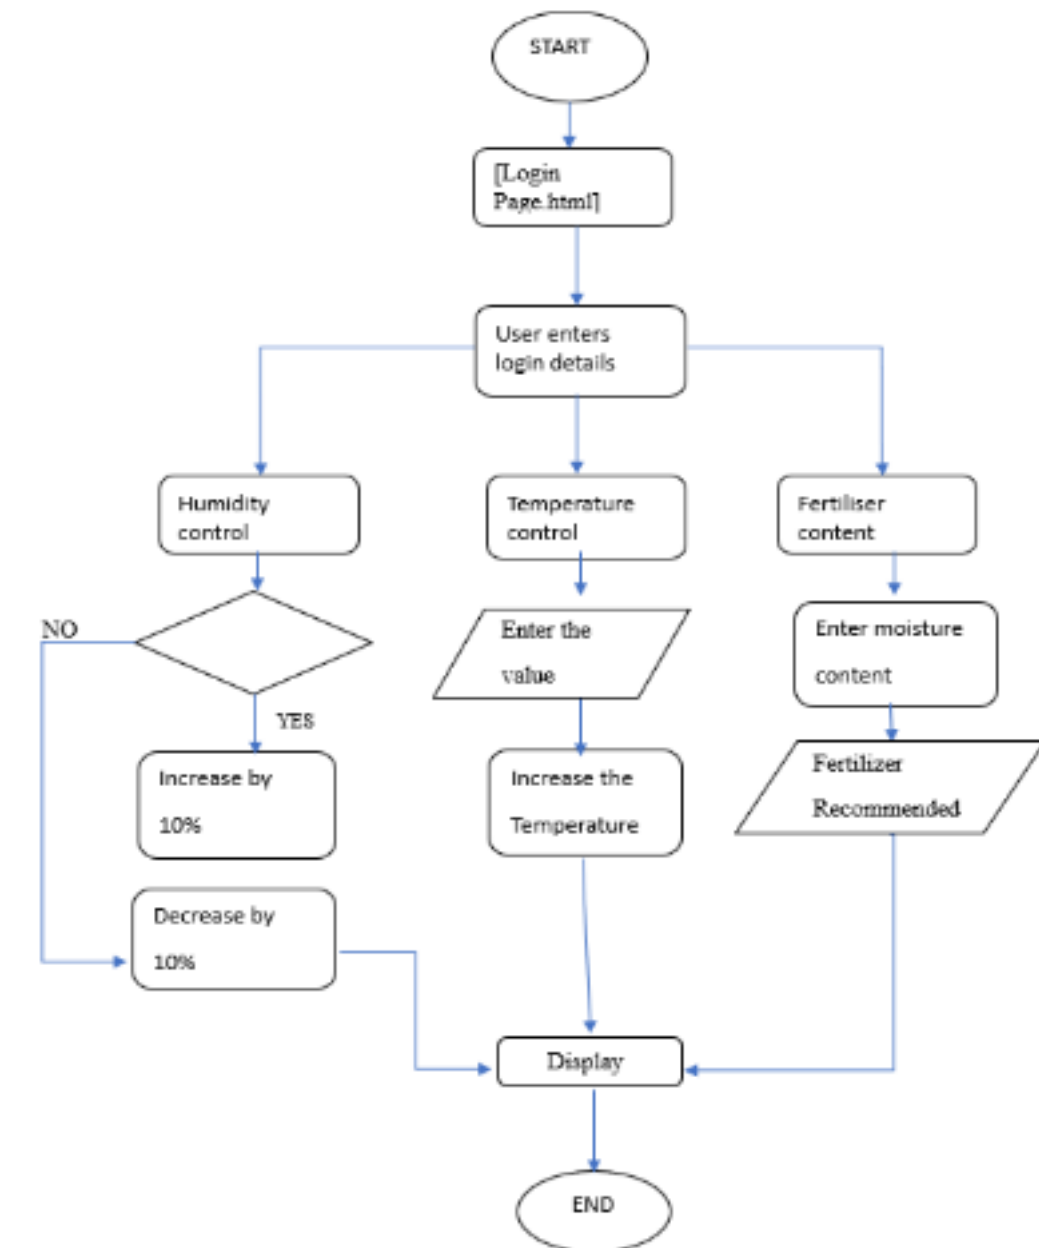 START
[Login
Page.html]
User enters
login details
Humidity
control
Temperature
control
Fertiliser
content
NO
YES
Enter the
value
Enter moisture
content
Increase by
10%
Increase the
Temperature
Fertilizer
Recommended
Decrease by
10%
Display
END